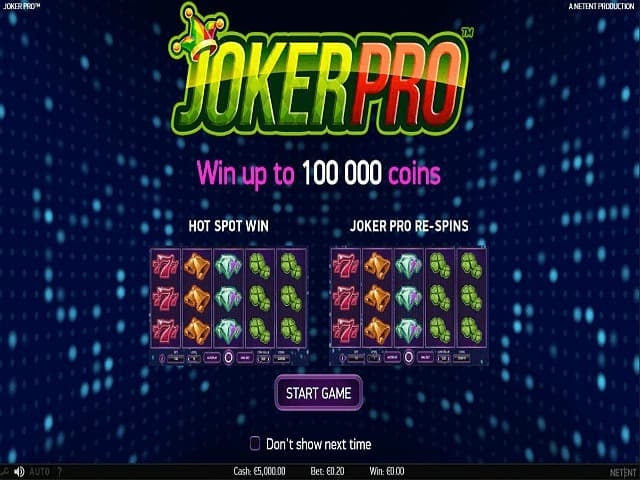 JOKER PRO™
A NETENT PRODUCTION
JOKERPRO™
Win up to 100 000 coins
HOT SPOT WIN
JOKER PRO RE-SPINS
START GAME
Don't show next time
AUTO ?
Cash: €5,000.00 Bet: €0.20 Win: €0.00
NETENT